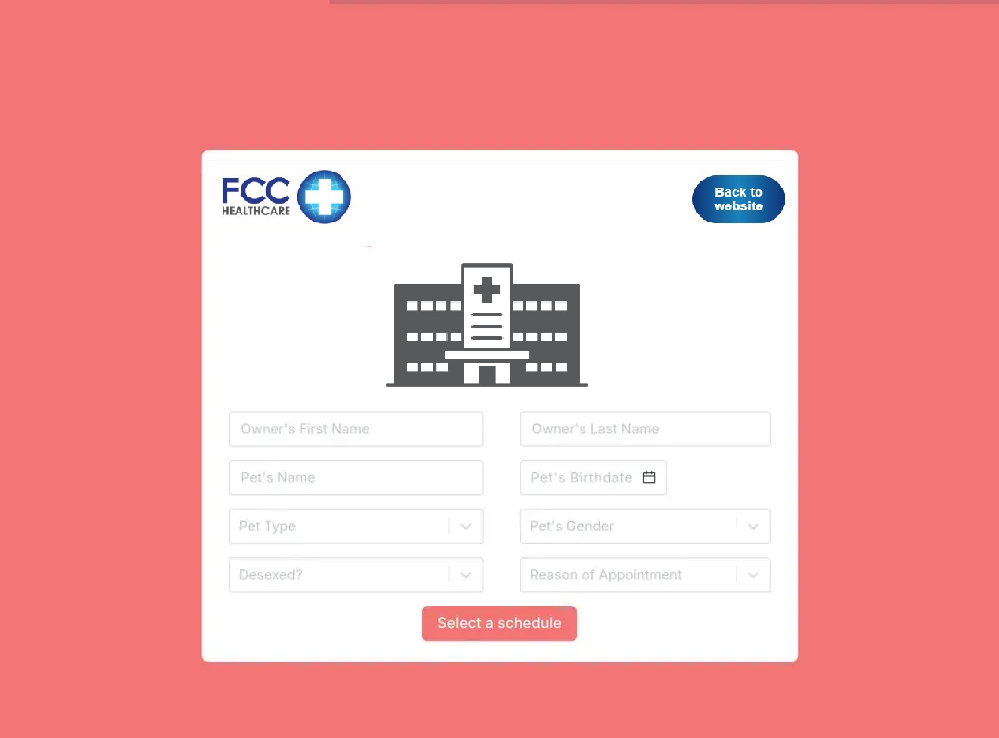 FCC
HEALTHCARE
Back to
website
Owner's First Name
Owner's Last Name
Pet's Name
Pet's Birthdate
Pet Type
Pet's Gender
Desexed?
Reason of Appointment
Select a schedule